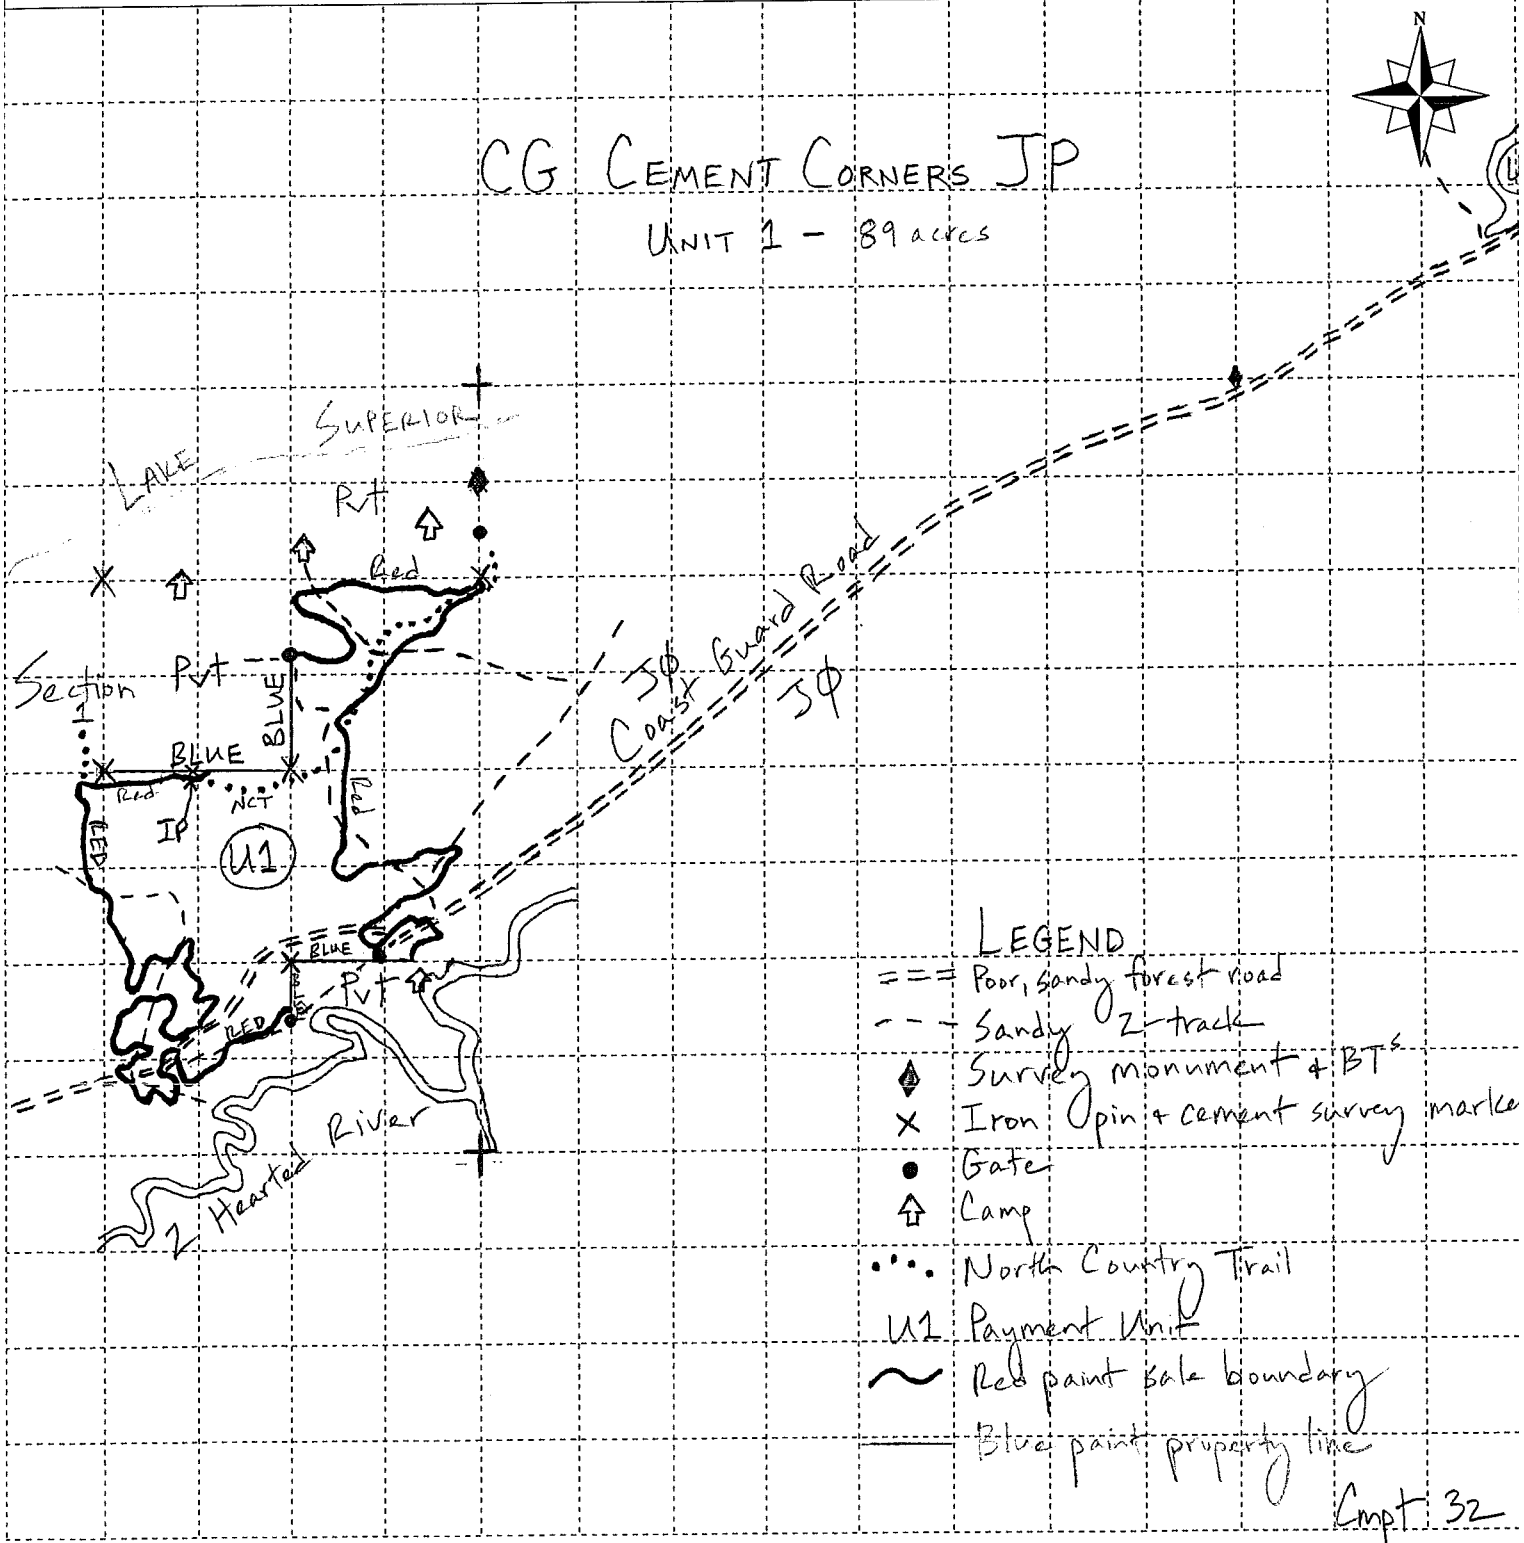 N
CG CEMENT CORNERS JP
UNIT 1 - 89 acres
LAKE SUPERIOR
Pvt
Red
Section
1
Pvt
BLUE
BLUE
Red
NCT
IP
RED
U1
Red
JØ
Coast Guard Road
JØ
BLUE
Pvt
RED
2 Hearted River
LEGEND
Poor, sandy forest road
Sandy 2-track
Survey monument & BTs
Iron pin & cement survey marke
Gate
Camp
North Country Trail
U1 Payment Unit
Red paint sale boundary
Blue paint property line
Cmpt 32